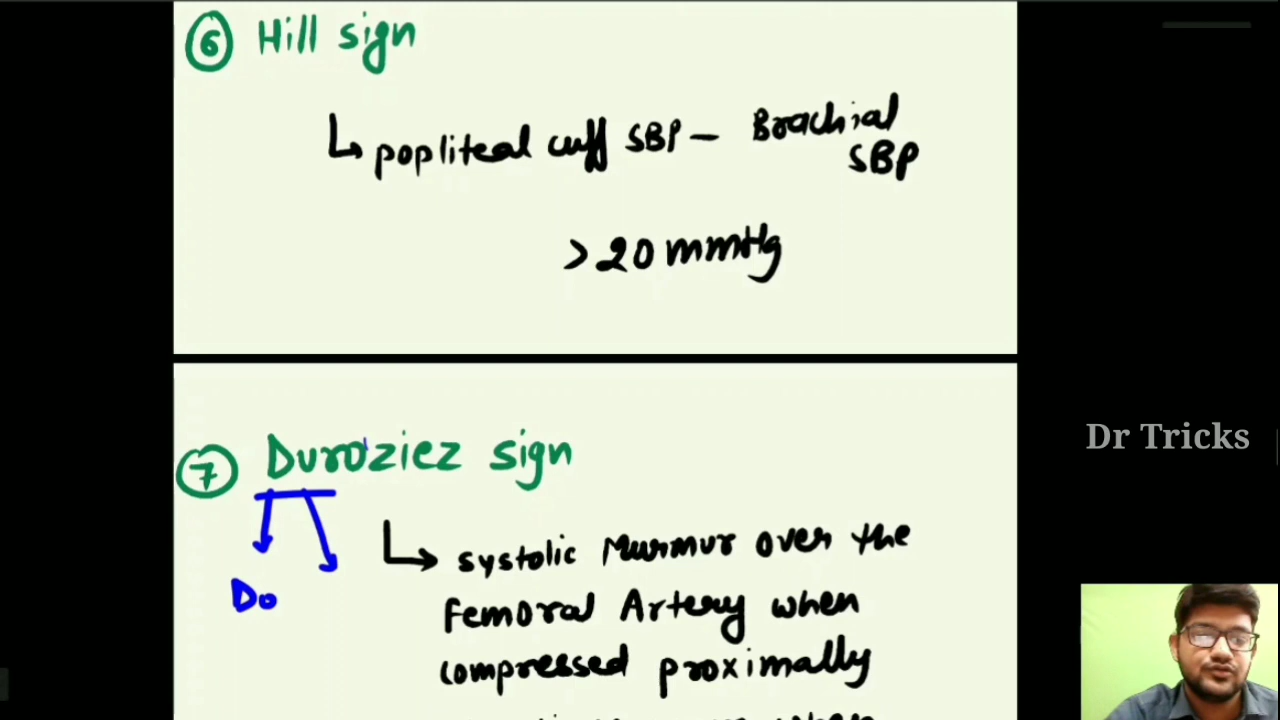 6 Hill sign
popliteal cuff SBP - Brachial
SBP
>20 mmHg
Dr Tricks
7 Duroziez sign
Do
systolic Murmur over the
Femoral Artery when
compressed proximally
when